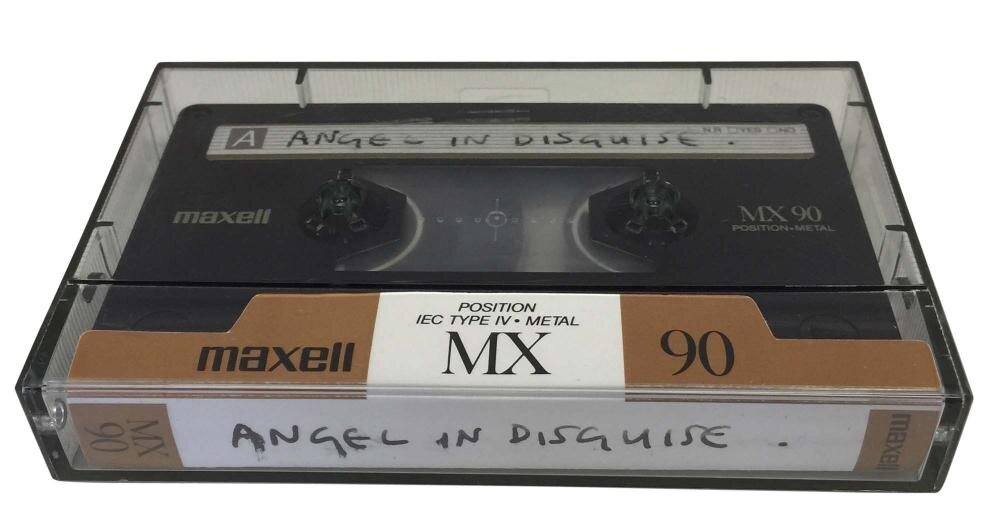 A ANGEL IN DISGUISE . N.R □YES □NO
maxell
MX 90
POSITION•METAL
POSITION
IEC TYPE IV • METAL
maxell MX 90
MX 90
ANGEL IN DISGUISE .
maxell